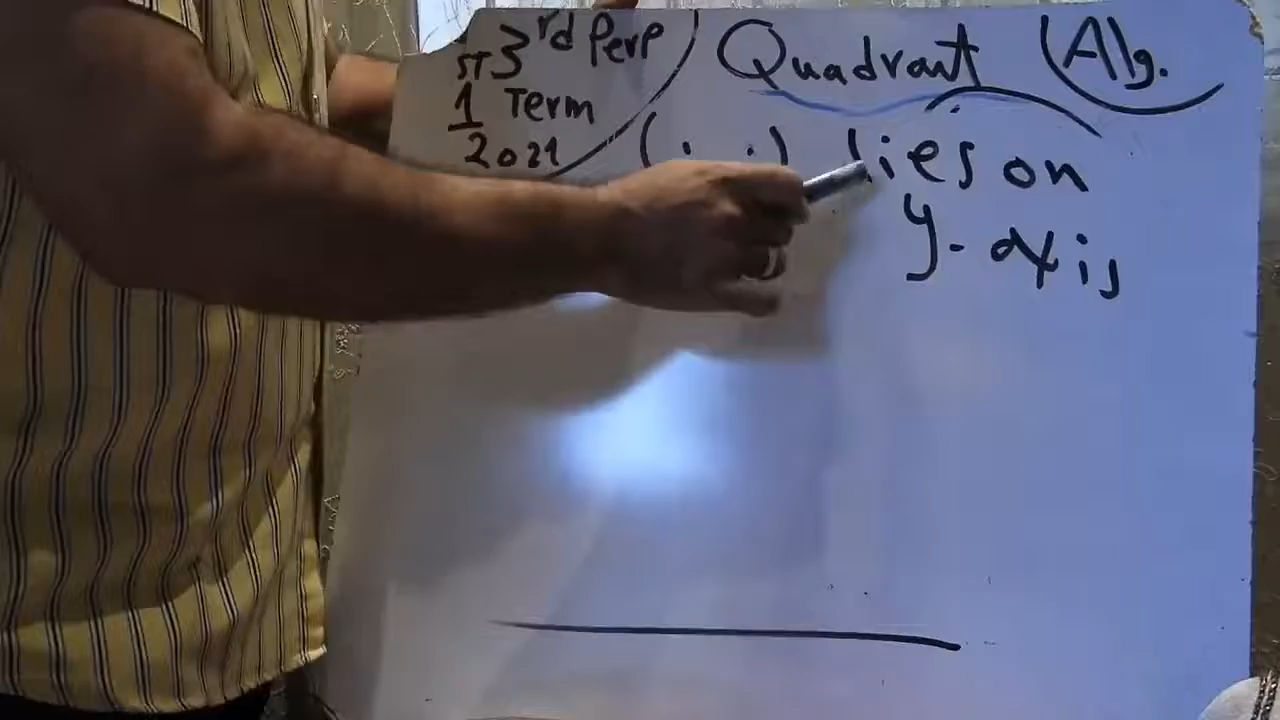 3rd Perp
1st Term
2021
Quadrant (Alg.
( . , . ) lies on
y-axis